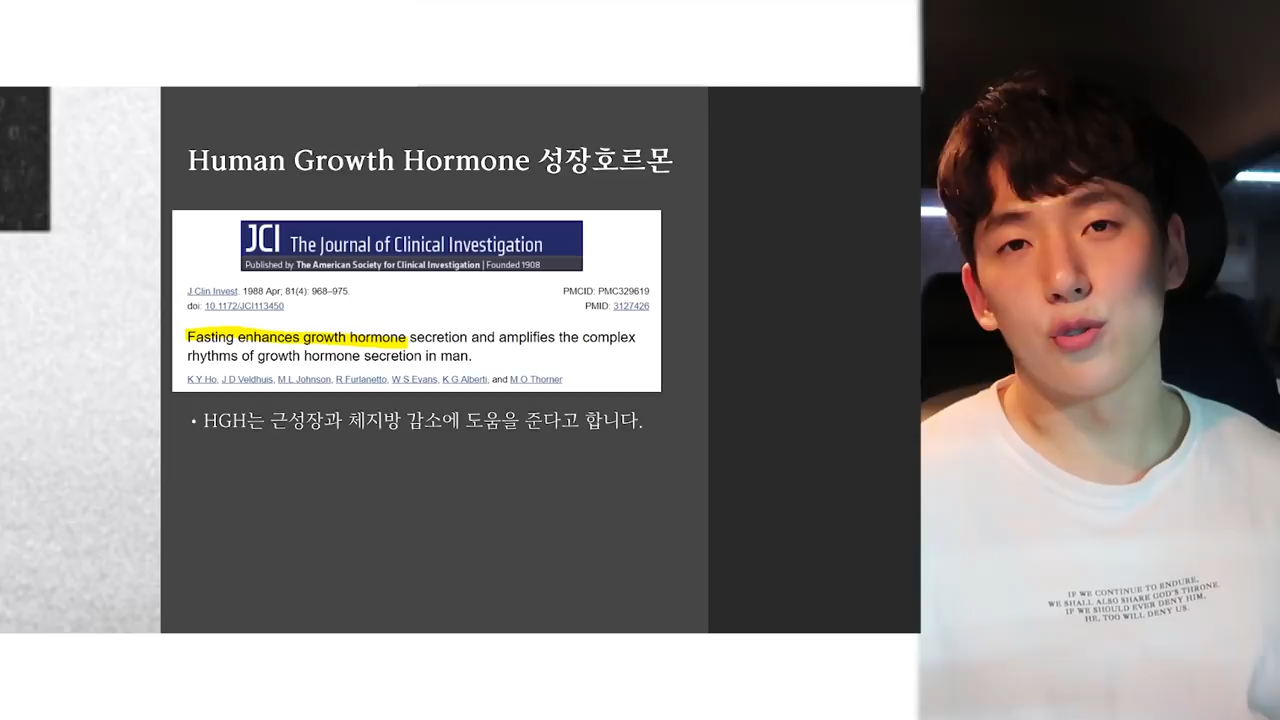 Human Growth Hormone 성장호르몬
JCI The Journal of Clinical Investigation
Published by The American Society for Clinical Investigation | Founded 1908
J Clin Invest. 1988 Apr; 81(4): 968–975.
PMCID: PMC329619
doi: 10.1172/JCI113450
PMID: 3127426
Fasting enhances growth hormone secretion and amplifies the complex
rhythms of growth hormone secretion in man.
K Y Ho, J D Veldhuis, M L Johnson, R Furlanetto, W S Evans, K G Alberti, and M O Thorner
• HGH는 근성장과 체지방 감소에 도움을 준다고 합니다.
IF WE CONTINUE TO ENDURE,
WE SHALL ALSO SHARE GOD'S THRONE.
IF WE SHOULD EVER DENY HIM,
HE, TOO WILL DENY US.